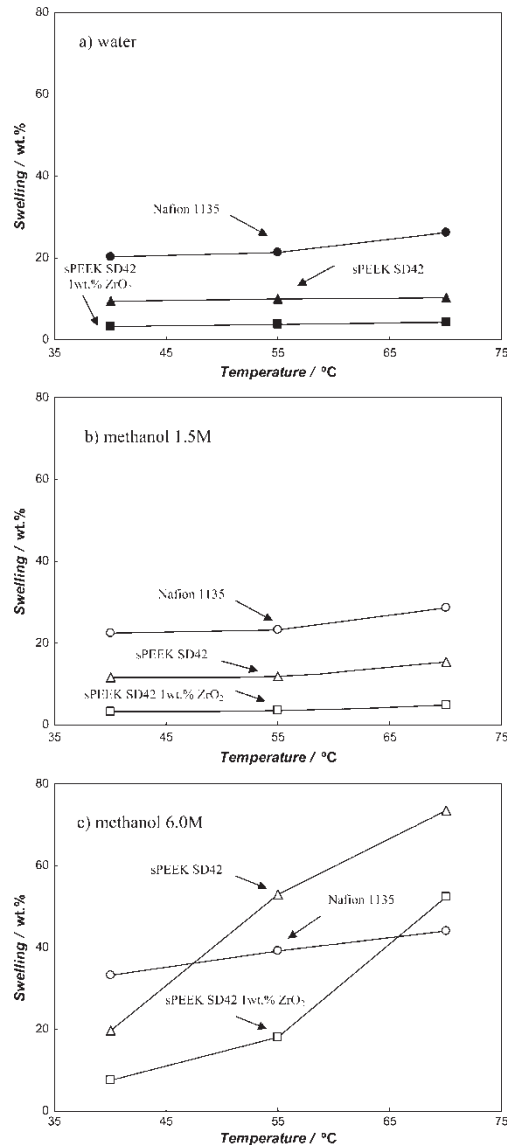 80
a) water
60
Swelling / wt.%
40
Nafion 1135
20
sPEEK SD42
sPEEK SD42
1wt.% ZrO2
0
35 45 55 65 75
Temperature / ºC
80
b) methanol 1.5M
60
Swelling / wt.%
40
Nafion 1135
20
sPEEK SD42
sPEEK SD42 1wt.% ZrO2
0
35 45 55 65 75
Temperature / ºC
80
c) methanol 6.0M
60
sPEEK SD42
Swelling / wt.%
Nafion 1135
40
20
sPEEK SD42 1wt.% ZrO2
0
35 45 55 65 75
Temperature / ºC